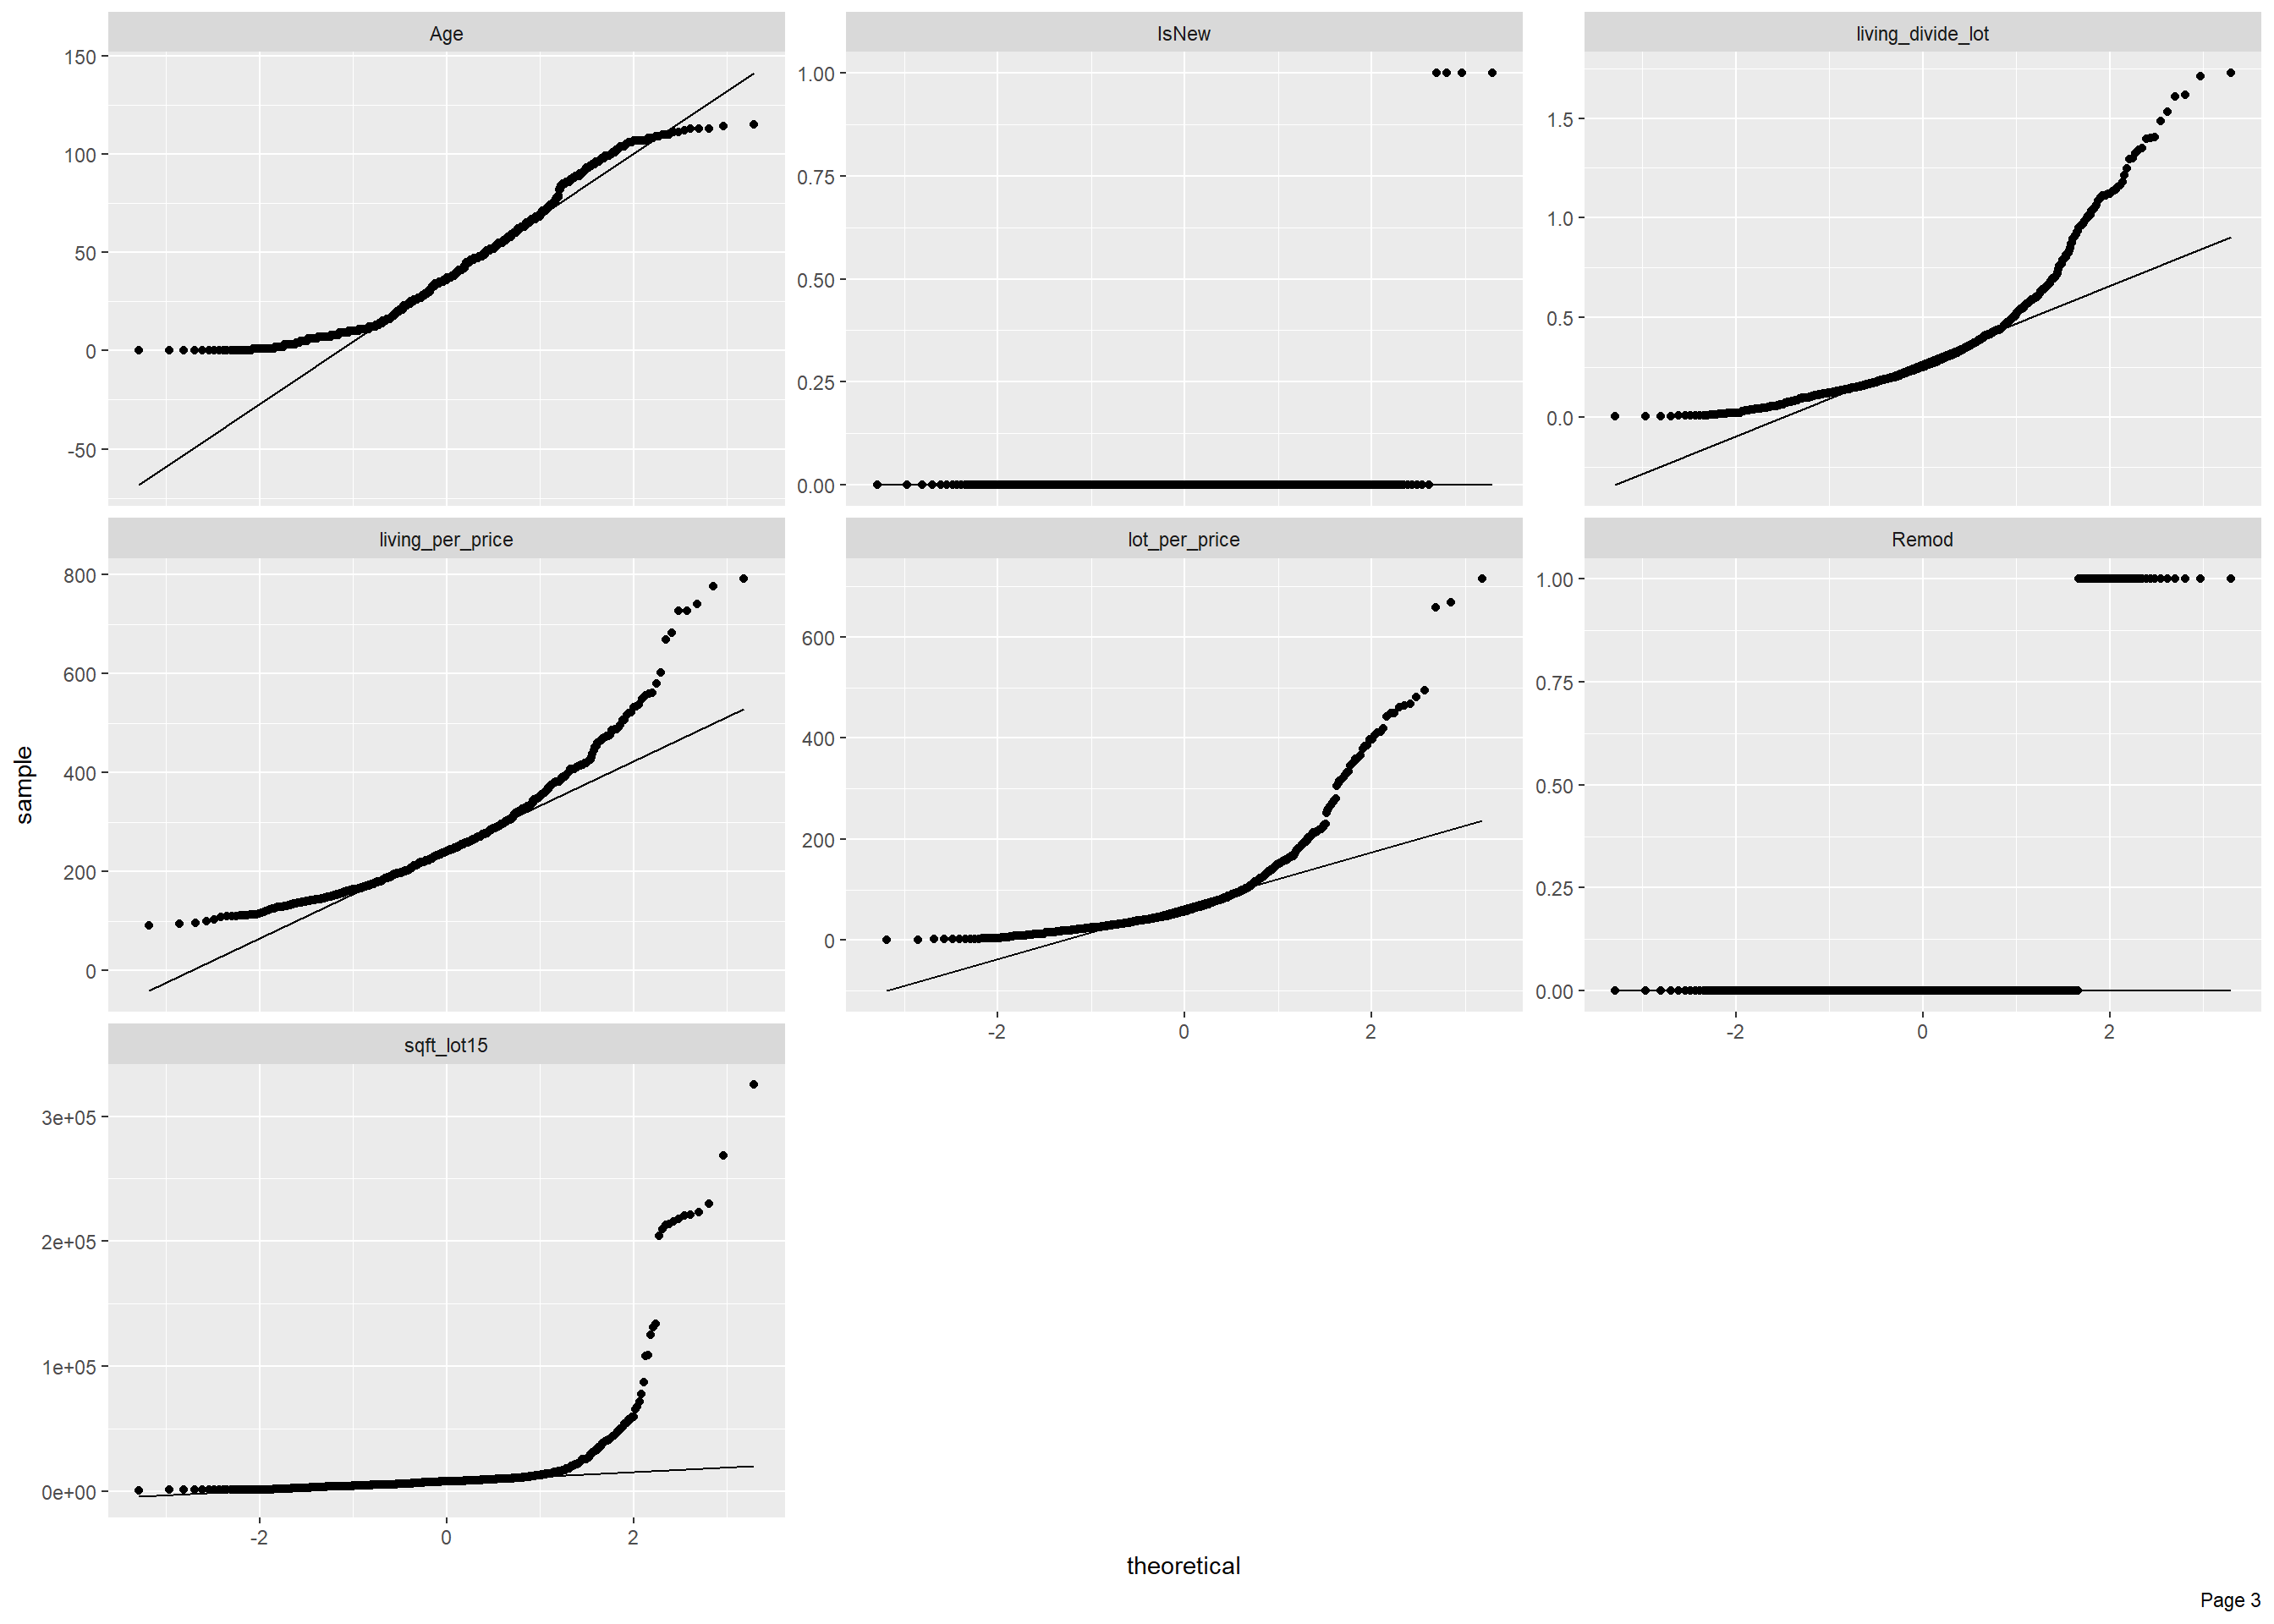 Age
IsNew
living_divide_lot
150
100
50
0
-50
1.00
0.75
0.50
0.25
0.00
1.5
1.0
0.5
0.0
living_per_price
lot_per_price
Remod
800
600
400
200
0
600
400
200
0
1.00
0.75
0.50
0.25
0.00
-2 0 2
-2 0 2
sample
sqft_lot15
3e+05
2e+05
1e+05
0e+00
-2 0 2
theoretical
Page 3